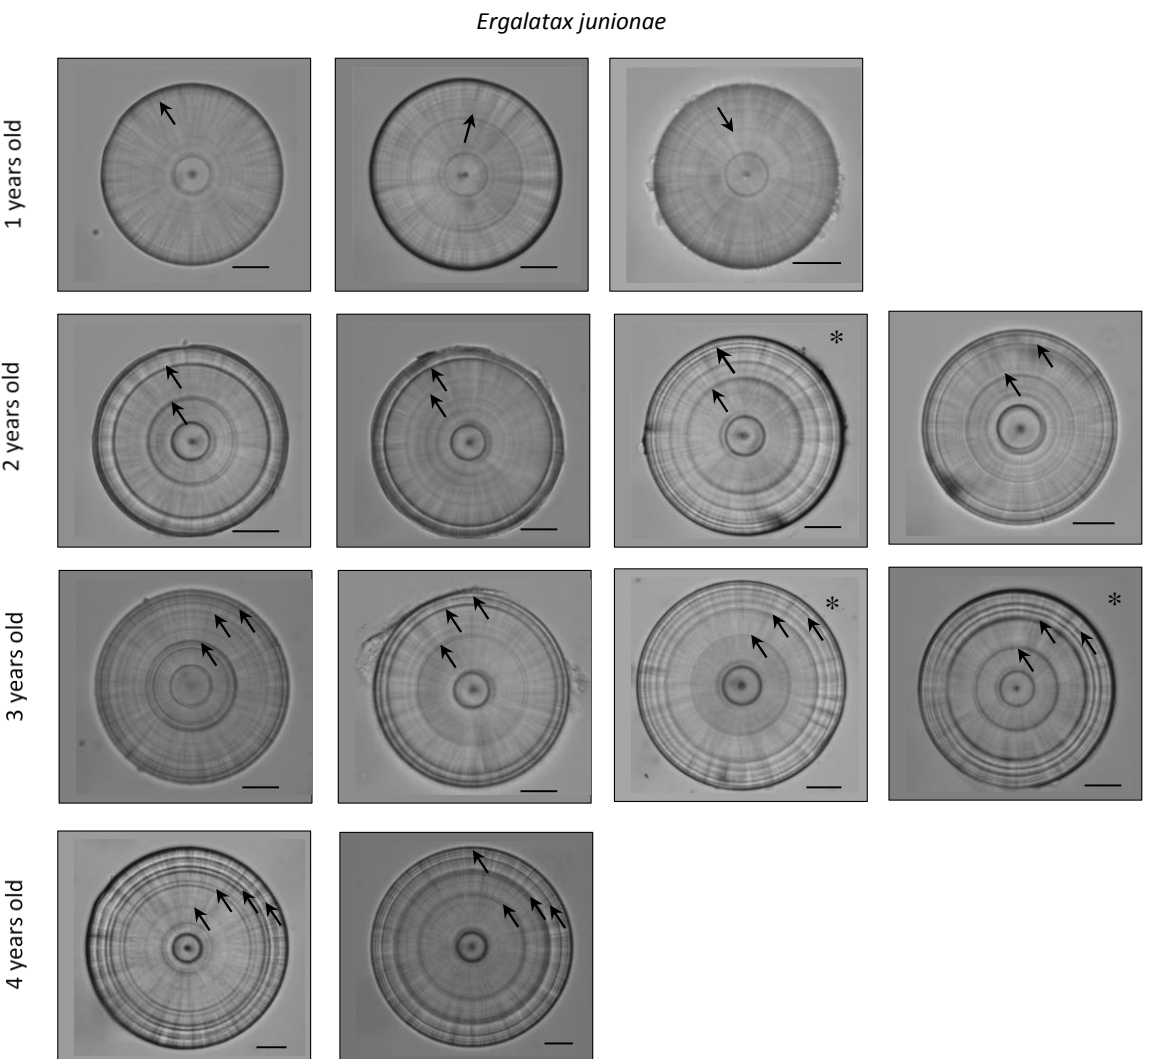 Ergalatax junionae
1 years old
2 years old
*
3 years old
*
*
4 years old